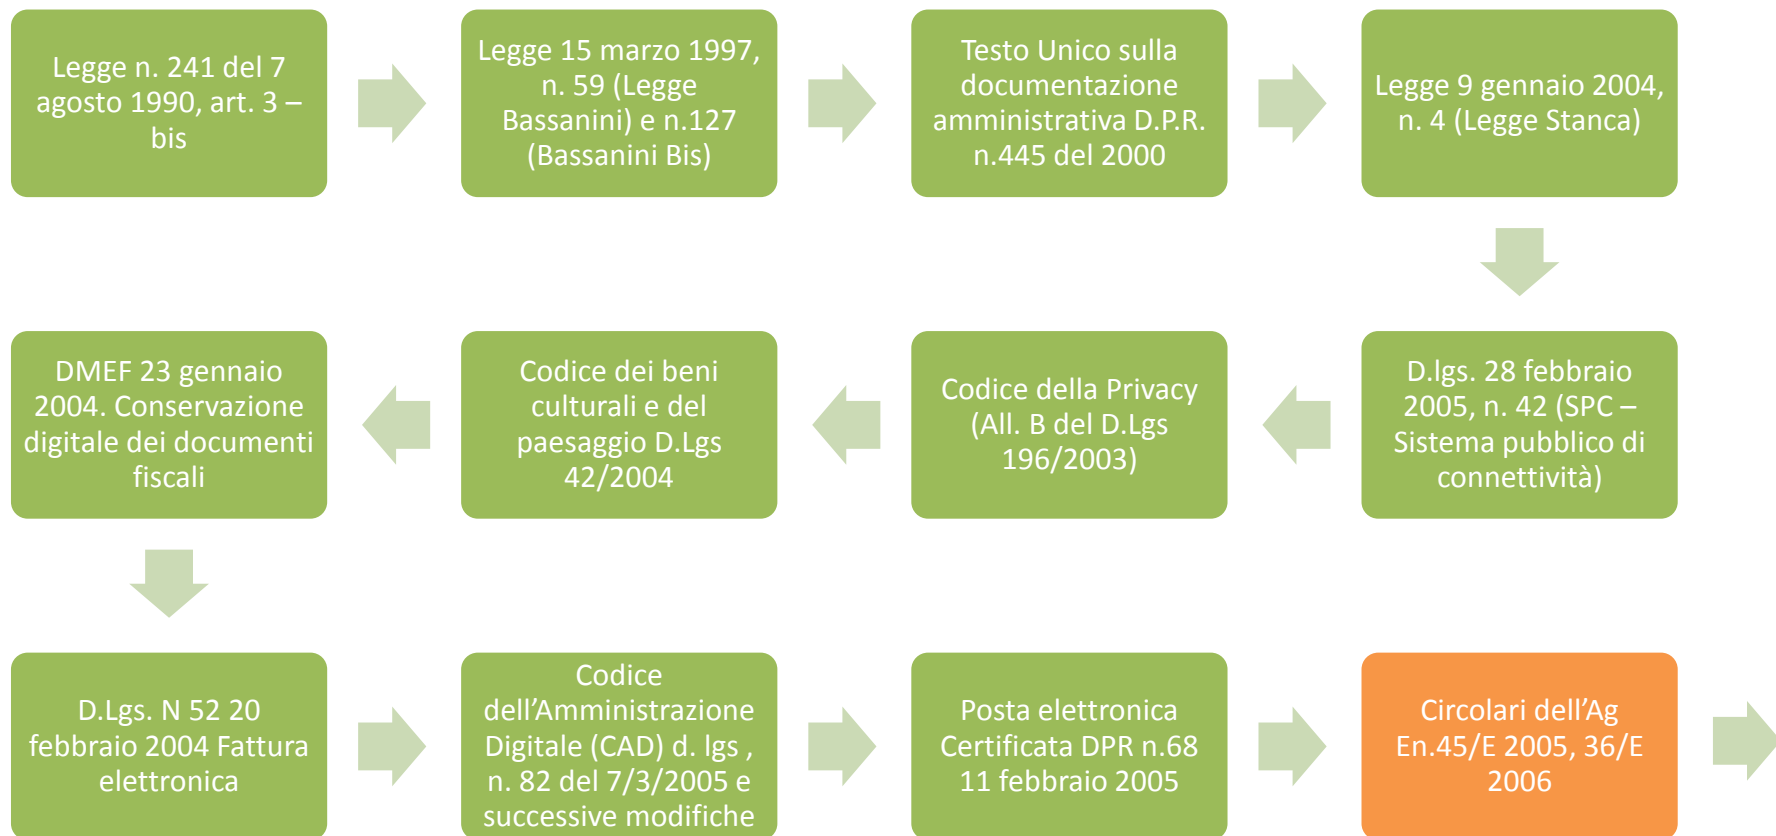 Legge n. 241 del 7
agosto 1990, art. 3 –
bis
Legge 15 marzo 1997,
n. 59 (Legge
Bassanini) e n.127
(Bassanini Bis)
Testo Unico sulla
documentazione
amministrativa D.P.R.
n.445 del 2000
Legge 9 gennaio 2004,
n. 4 (Legge Stanca)
D.lgs. 28 febbraio
2005, n. 42 (SPC –
Sistema pubblico di
connettività)
Codice della Privacy
(All. B del D.Lgs
196/2003)
Codice dei beni
culturali e del
paesaggio D.Lgs
42/2004
DMEF 23 gennaio
2004. Conservazione
digitale dei documenti
fiscali
D.Lgs. N 52 20
febbraio 2004 Fattura
elettronica
Codice
dell’Amministrazione
Digitale (CAD) d. lgs ,
n. 82 del 7/3/2005 e
successive modifiche
Posta elettronica
Certificata DPR n.68
11 febbraio 2005
Circolari dell’Ag
En.45/E 2005, 36/E
2006